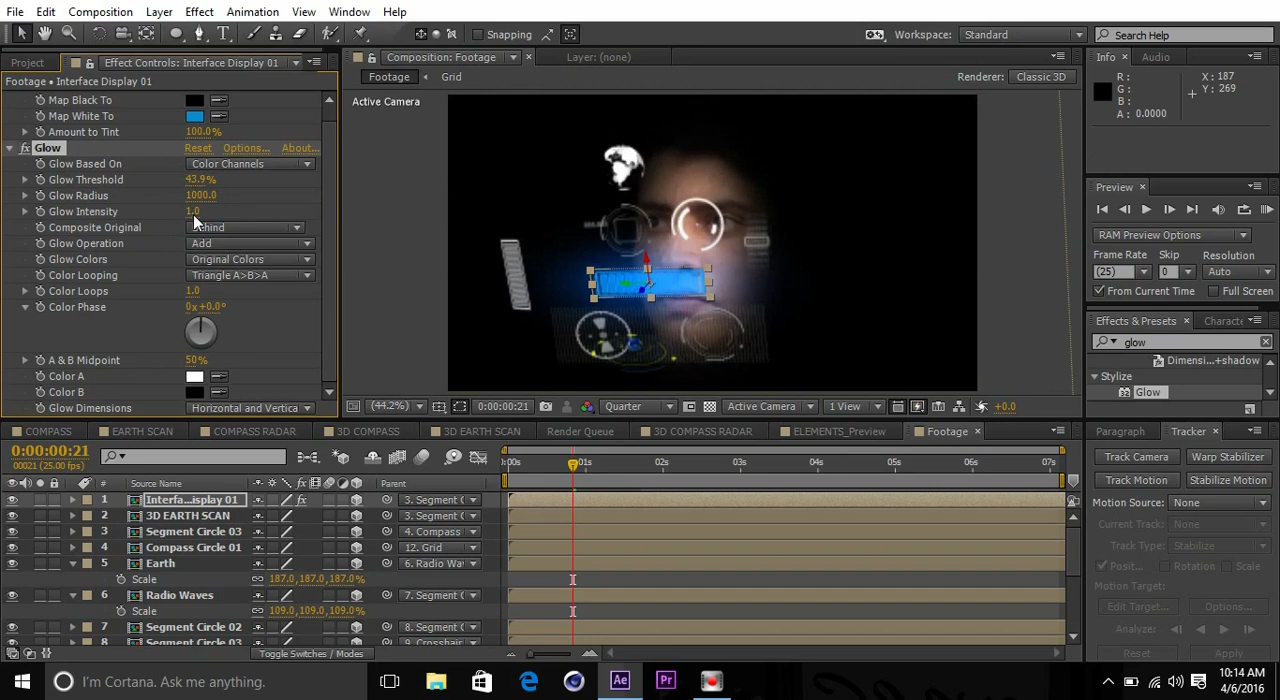 File Edit Composition Layer Effect Animation View Window Help
Snapping Workspace: Standard Search Help
Project Effect Controls: Interface Display 01
Footage • Interface Display 01
Map Black To
Map White To
Amount to Tint 100.0%
fx Glow Reset Options... About...
Glow Based On Color Channels
Glow Threshold 43.9%
Glow Radius 1000.0
Glow Intensity 1.0
Composite Original
Glow Operation Add
Glow Colors Original Colors
Color Looping Triangle A>B>A
Color Loops 1.0
Color Phase 0x+0.0°
A & B Midpoint 50%
Color A
Color B
Glow Dimensions Horizontal and Vertica
Composition: Footage Layer: (none)
Footage Grid Renderer: Classic 3D
Active Camera
(44.2%) 0:00:00:21 Quarter Active Camera 1 View +0.0
Info Audio
R: X: 187
G: Y: 269
B:
A: 0.0000
Preview
RAM Preview Options
Frame Rate Skip Resolution
(25) 0 Auto
From Current Time Full Screen
Effects & Presets Characte
glow
Dimensi...+shadow
Stylize
Glow
COMPASS EARTH SCAN COMPASS RADAR 3D COMPASS 3D EARTH SCAN Render Queue 3D COMPASS RADAR ELEMENTS_Preview Footage
0:00:00:21
00021 (25.00 fps)
# Source Name fx Parent
):00s 01s 02s 03s 04s 05s 06s 07s
1 Interfa...isplay 01 fx 3. Segment (
2 3D EARTH SCAN 3. Segment (
3 Segment Circle 03 4. Compass
4 Compass Circle 01 12. Grid
5 Earth 6. Radio Wa
Scale 187.0,187.0,187.0%
6 Radio Waves 7. Segment (
Scale 109.0,109.0,109.0%
7 Segment Circle 02 8. Segment (
8 Segment Circle 03 9. Crosshair
Toggle Switches / Modes
Paragraph Tracker
Track Camera Warp Stabilizer
Track Motion Stabilize Motion
Motion Source: None
Current Track: None
Track Type: Stabilize
Posit... Rotation Scale
Motion Target:
Edit Target... Options...
Analyze:
Reset Apply
I'm Cortana. Ask me anything. Ae Pr
10:14 AM
4/6/2016